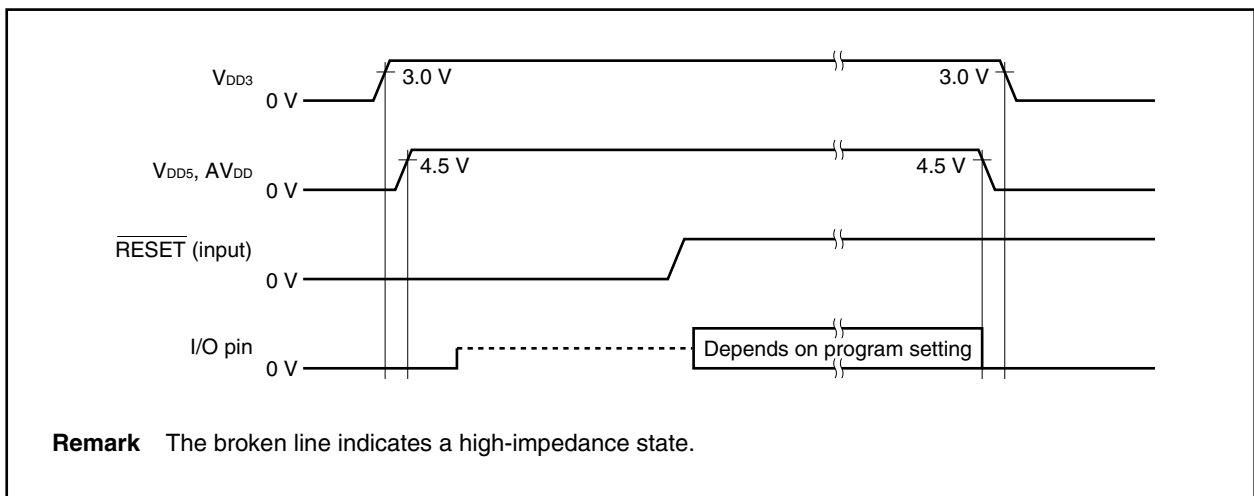 VDD3
3.0 V
3.0 V
0 V
VDD5, AVDD
4.5 V
4.5 V
0 V
RESET (input)
0 V
I/O pin
Depends on program setting
0 V
Remark The broken line indicates a high-impedance state.